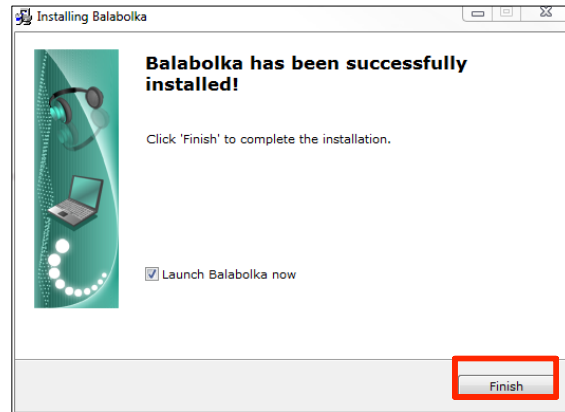 Installing Balabolka
Balabolka has been successfully
installed!
Click 'Finish' to complete the installation.
Launch Balabolka now
Finish